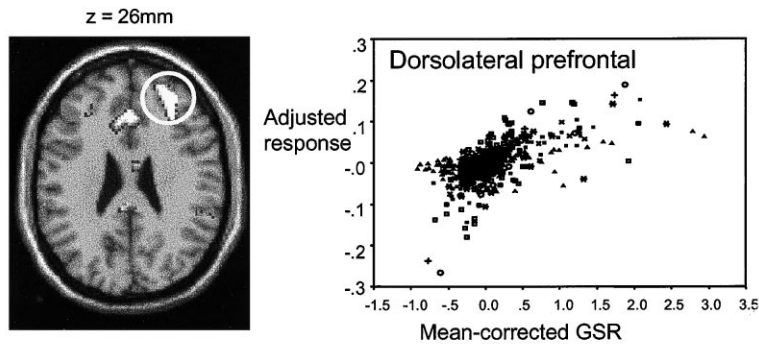 z = 26mm
Dorsolateral prefrontal
Adjusted
response
.3
.2
.1
-.0
-.1
-.2
-.3
-1.5 -1.0 -.5 0.0 .5 1.0 1.5 2.0 2.5 3.0 3.5
Mean-corrected GSR